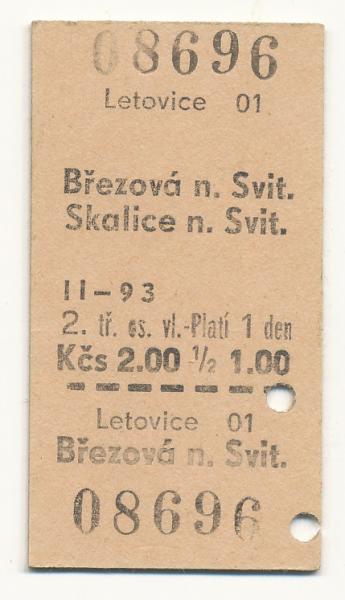 08696
Letovice 01
Březová n. Svit.
Skalice n. Svit.
II-93
2. tř. os. vl.-Platí 1 den
Kčs 2.00 ½ 1.00
Letovice 01
Březová n. Svit.
08696